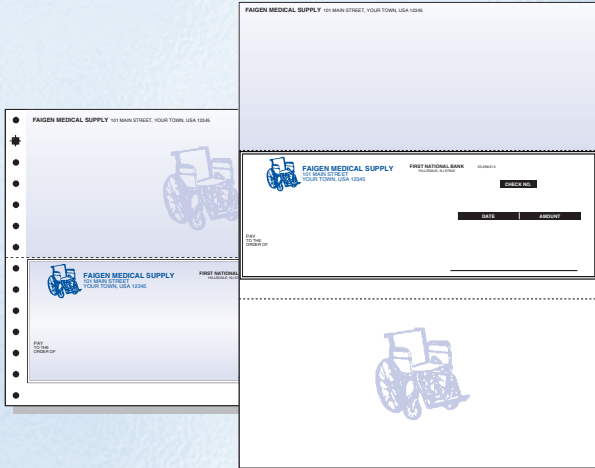 FAIGEN MEDICAL SUPPLY 101 MAIN STREET, YOUR TOWN, USA 12345
FAIGEN MEDICAL SUPPLY 101 MAIN STREET, YOUR TOWN, USA 12345
FAIGEN MEDICAL SUPPLY
101 MAIN STREET
YOUR TOWN, USA 12345
FIRST NATIONAL
PAY
TO THE
ORDER OF
FAIGEN MEDICAL SUPPLY
101 MAIN STREET
YOUR TOWN, USA 12345
FIRST NATIONAL BANK
CHECK NO.
DATE AMOUNT
PAY
TO THE
ORDER OF